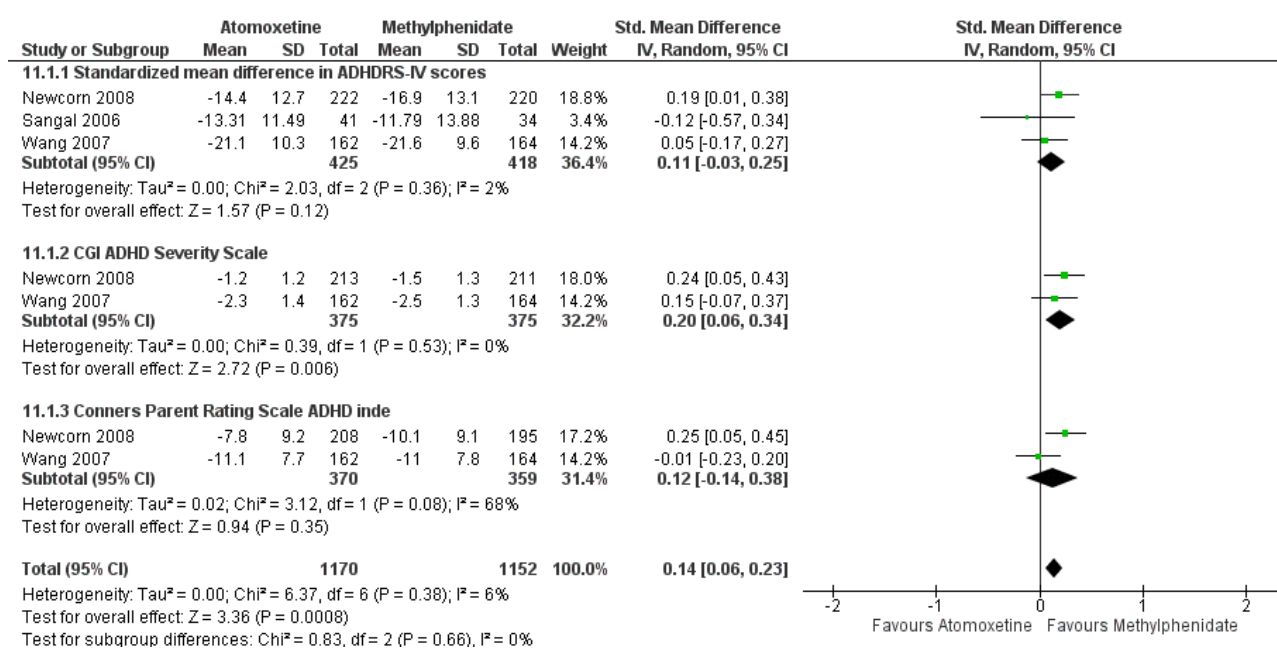 Atomoxetine Methylphenidate Std. Mean Difference Std. Mean Difference
Study or Subgroup Mean SD Total Mean SD Total Weight IV, Random, 95% CI IV, Random, 95% CI
11.1.1 Standardized mean difference in ADHDRS-IV scores
Newcorn 2008 -14.4 12.7 222 -16.9 13.1 220 18.8% 0.19 [0.01, 0.38]
Sangal 2006 -13.31 11.49 41 -11.79 13.88 34 3.4% -0.12 [-0.57, 0.34]
Wang 2007 -21.1 10.3 162 -21.6 9.6 164 14.2% 0.05 [-0.17, 0.27]
Subtotal (95% CI) 425 418 36.4% 0.11 [-0.03, 0.25]
Heterogeneity: Tau² = 0.00; Chi² = 2.03, df = 2 (P = 0.36); I² = 2%
Test for overall effect: Z = 1.57 (P = 0.12)
11.1.2 CGI ADHD Severity Scale
Newcorn 2008 -1.2 1.2 213 -1.5 1.3 211 18.0% 0.24 [0.05, 0.43]
Wang 2007 -2.3 1.4 162 -2.5 1.3 164 14.2% 0.15 [-0.07, 0.37]
Subtotal (95% CI) 375 375 32.2% 0.20 [0.06, 0.34]
Heterogeneity: Tau² = 0.00; Chi² = 0.39, df = 1 (P = 0.53); I² = 0%
Test for overall effect: Z = 2.72 (P = 0.006)
11.1.3 Conners Parent Rating Scale ADHD inde
Newcorn 2008 -7.8 9.2 208 -10.1 9.1 195 17.2% 0.25 [0.05, 0.45]
Wang 2007 -11.1 7.7 162 -11 7.8 164 14.2% -0.01 [-0.23, 0.20]
Subtotal (95% CI) 370 359 31.4% 0.12 [-0.14, 0.38]
Heterogeneity: Tau² = 0.02; Chi² = 3.12, df = 1 (P = 0.08); I² = 68%
Test for overall effect: Z = 0.94 (P = 0.35)
Total (95% CI) 1170 1152 100.0% 0.14 [0.06, 0.23]
Heterogeneity: Tau² = 0.00; Chi² = 6.37, df = 6 (P = 0.38); I² = 6%
Test for overall effect: Z = 3.36 (P = 0.0008)
Test for subgroup differences: Chi² = 0.83, df = 2 (P = 0.66), I² = 0%
-2 -1 0 1 2
Favours Atomoxetine Favours Methylphenidate